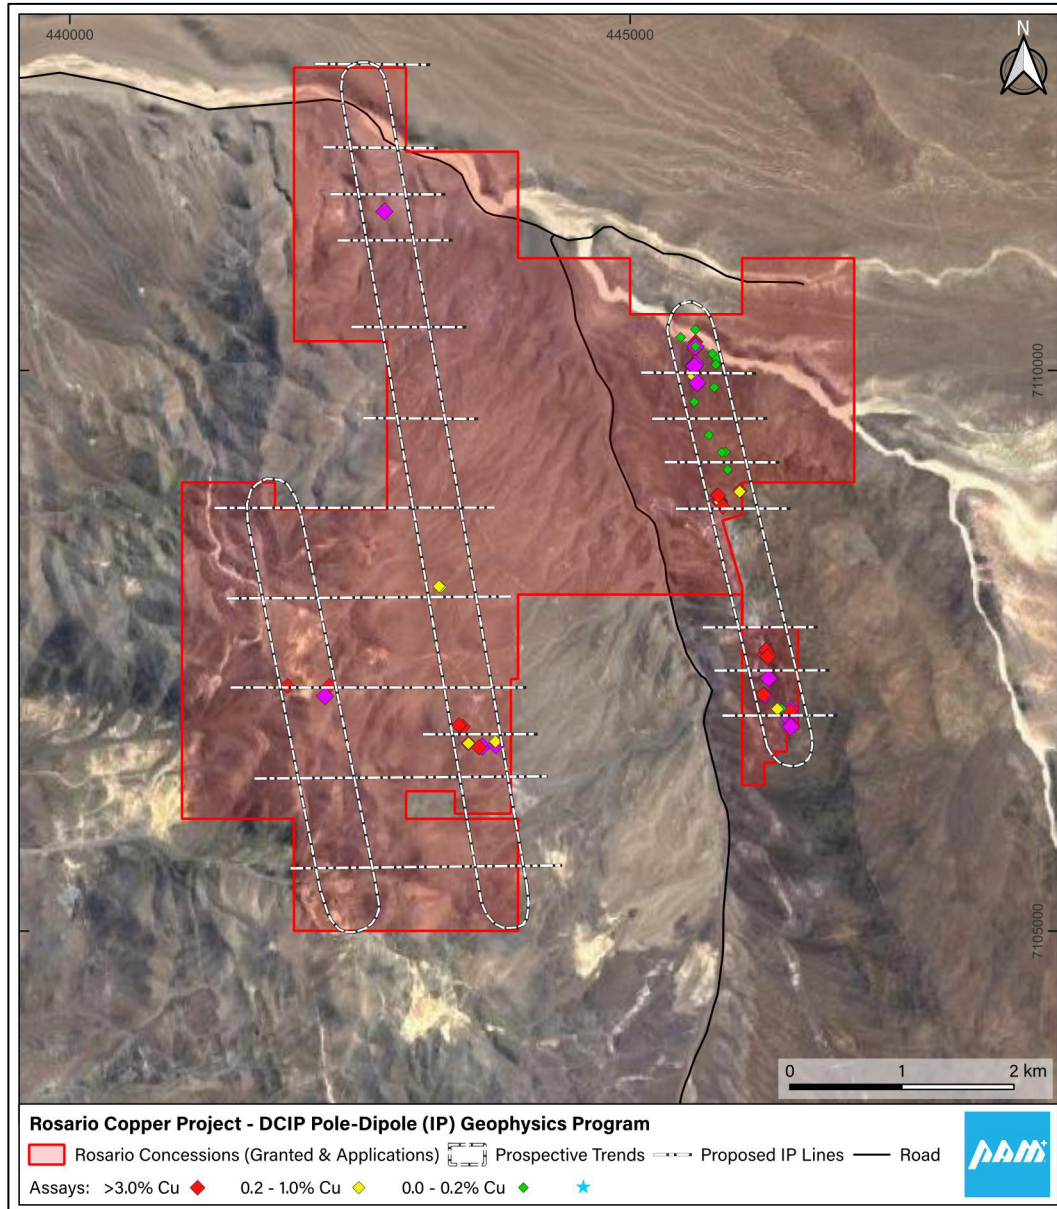 440000
445000
N
7110000
7105000
0 1 2 km
Rosario Copper Project - DCIP Pole-Dipole (IP) Geophysics Program
Rosario Concessions (Granted & Applications) Prospective Trends Proposed IP Lines Road
PAM+
Assays: >3.0% Cu 0.2 - 1.0% Cu 0.0 - 0.2% Cu